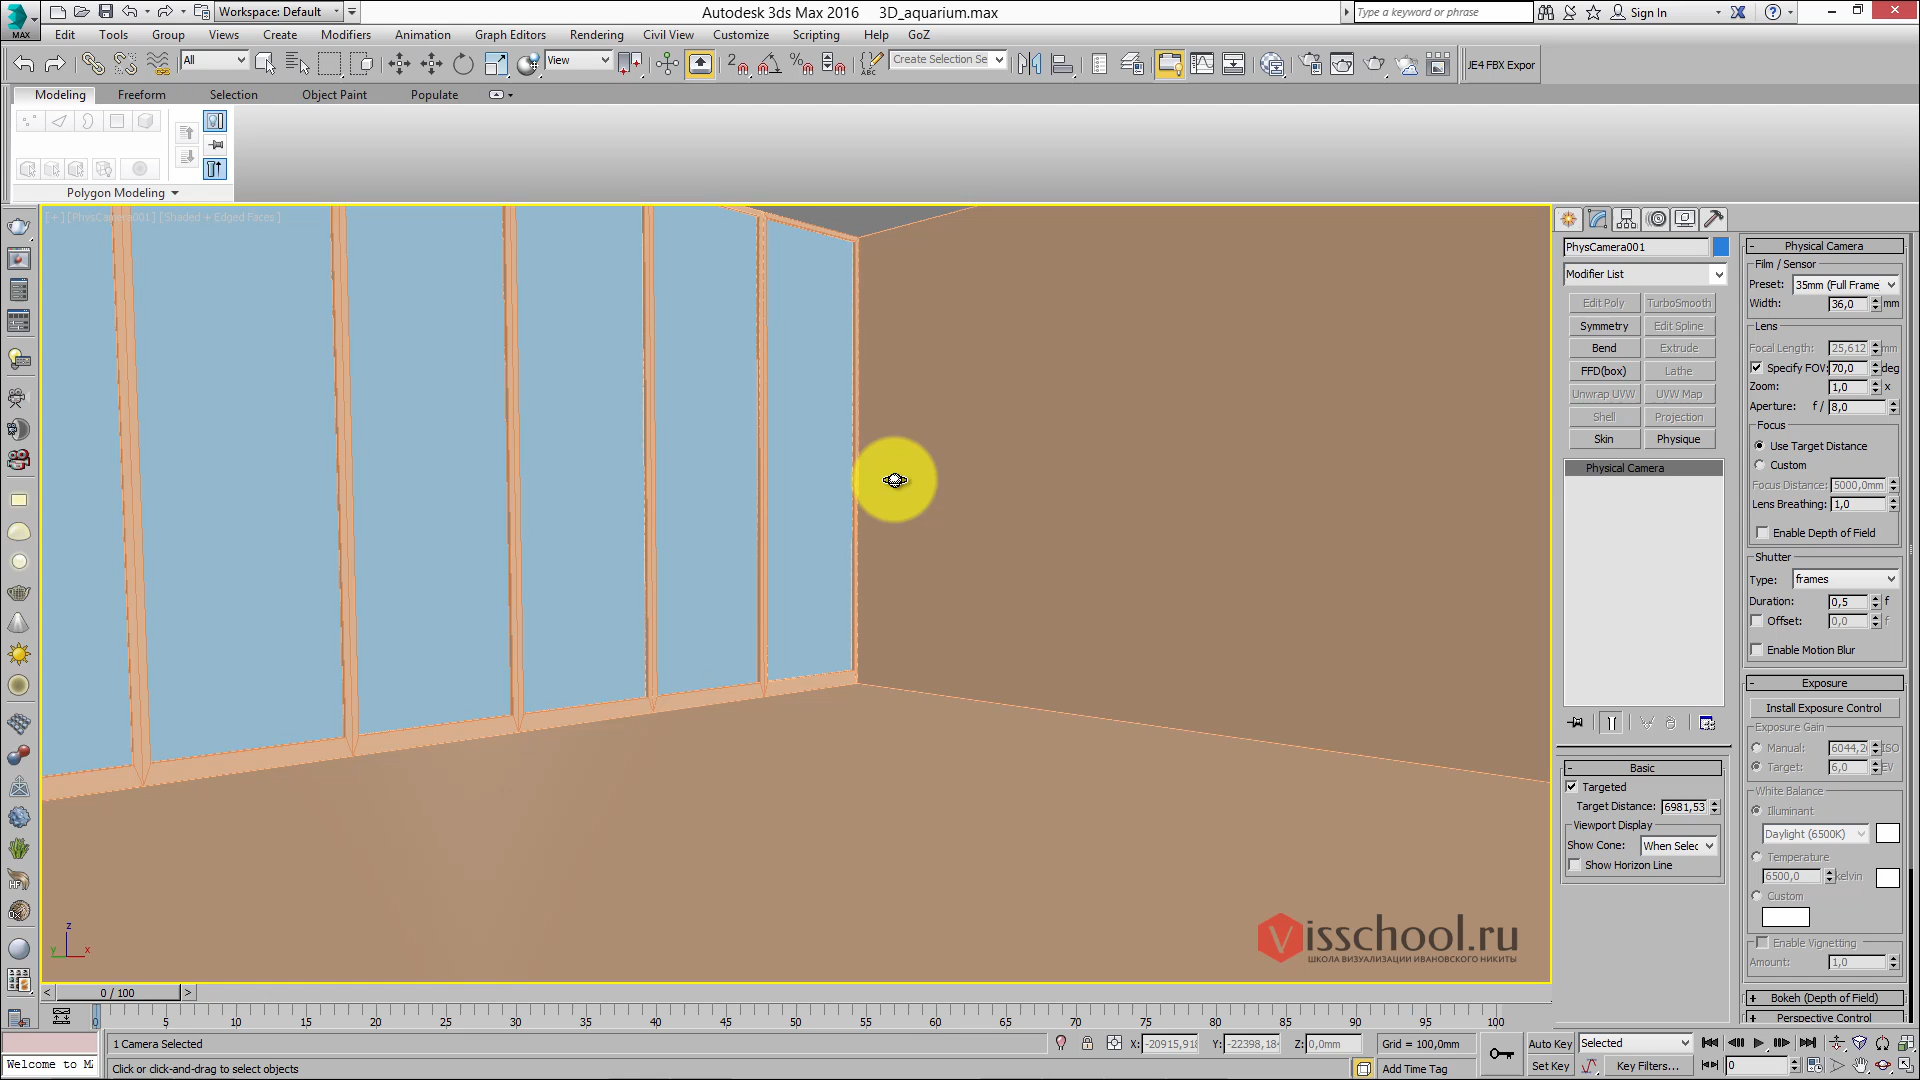 Workspace: Default
Autodesk 3ds Max 2016 3D_aquarium.max
Type a keyword or phrase
Sign In
MAX
Edit Tools Group Views Create Modifiers Animation Graph Editors Rendering Civil View Customize Scripting Help GoZ
All
View
Create Selection Se
JE4 FBX Expor
Modeling Freeform Selection Object Paint Populate
Polygon Modeling
[+] [PhysCamera001] [Shaded + Edged Faces]
PhysCamera001
Modifier List
Edit Poly TurboSmooth
Symmetry Edit Spline
Bend Extrude
FFD(box) Lathe
Unwrap UVW UVW Map
Shell Projection
Skin Physique
Physical Camera
Basic
Targeted
Target Distance: 6981,53
Viewport Display
Show Cone: When Selec
Show Horizon Line
Physical Camera
Film / Sensor
Preset: 35mm (Full Frame
Width: 36,0 mm
Lens
Focal Length: 25,612 mm
Specify FOV: 70,0 deg
Zoom: 1,0 x
Aperture: f / 8,0
Focus
Use Target Distance
Custom
Focus Distance: 5000,0mm
Lens Breathing: 1,0
Enable Depth of Field
Shutter
Type: frames
Duration: 0,5 f
Offset: 0,0 f
Enable Motion Blur
Exposure
Install Exposure Control
Exposure Gain
Manual: 6044,2 ISO
Target: 6,0 EV
White Balance
Illuminant
Daylight (6500K)
Temperature
6500,0 kelvin
Custom
Enable Vignetting
Amount: 1,0
Bokeh (Depth of Field)
Perspective Control
z
y x
Visschool.ru
ШКОЛА ВИЗУАЛИЗАЦИИ ИВАНОВСКОГО НИКИТЫ
< 0 / 100 >
0 5 10 15 20 25 30 35 40 45 50 55 60 65 70 75 80 85 90 95 100
1 Camera Selected
X: -20915,918 Y: -22398,184 Z: 0,0mm
Grid = 100,0mm
Auto Key Selected
Welcome to M
Click or click-and-drag to select objects
Add Time Tag
Set Key Key Filters... 0